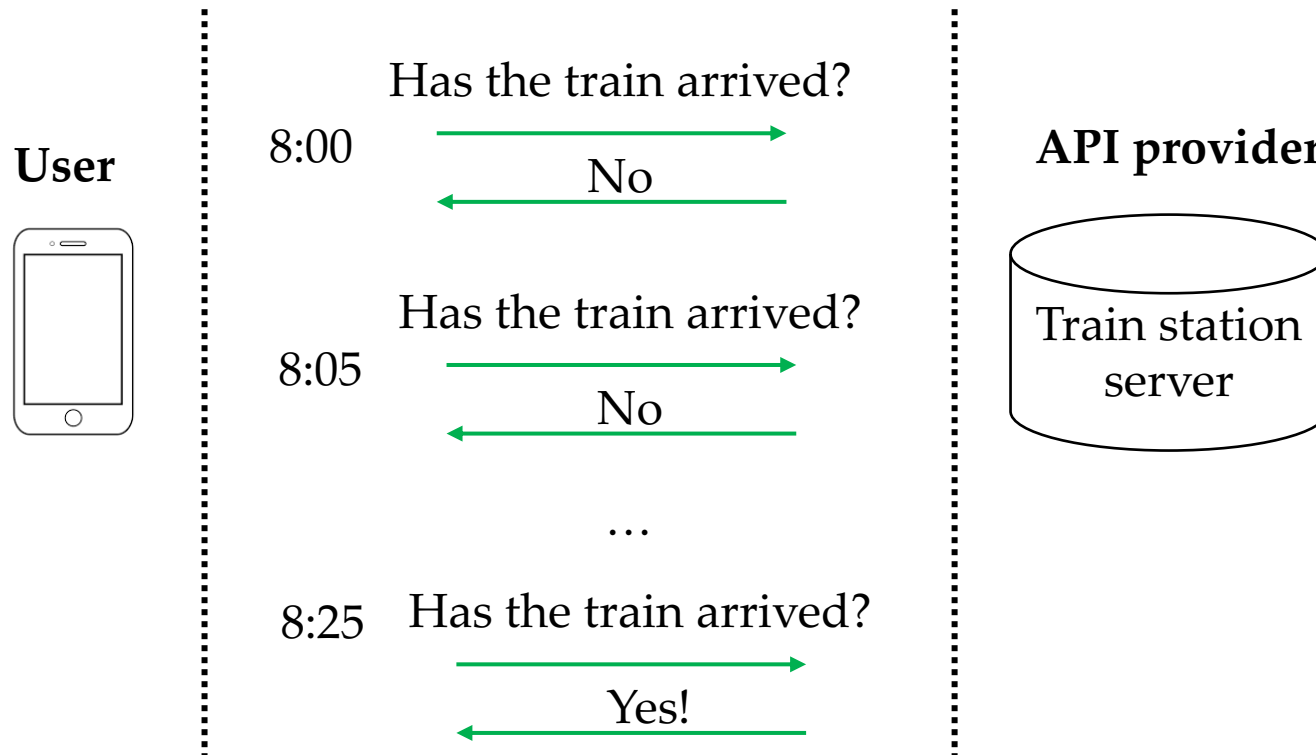 User
8:00
Has the train arrived?
No
8:05
Has the train arrived?
No
…
8:25
Has the train arrived?
Yes!
API provider
Train station
server